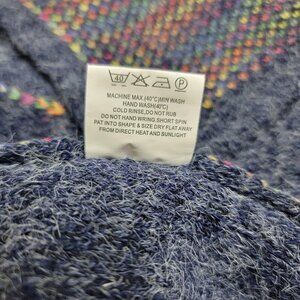 40 P
MACHINE MAX.(40°C)MIN WASH
HAND WASH(40°C)
COLD RINSE,DO NOT RUB
DO NOT HAND WRING.SHORT SPIN
PAT INTO SHAPE & SIZE DRY FLAT AWAY
FROM DIRECT HEAT AND SUNLIGHT